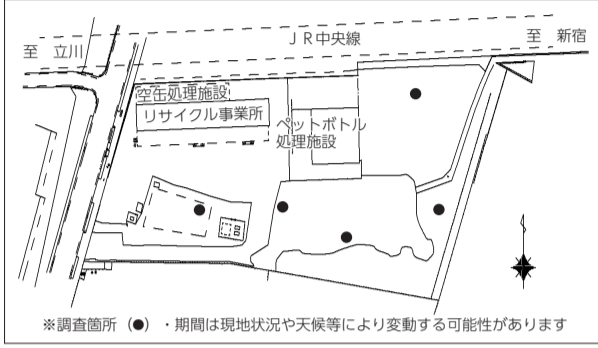 JR中央線
至 立川
至 新宿
空缶処理施設
リサイクル事業所
ペットボトル
処理施設
※調査箇所（●）・期間は現地状況や天候等により変動する可能性があります